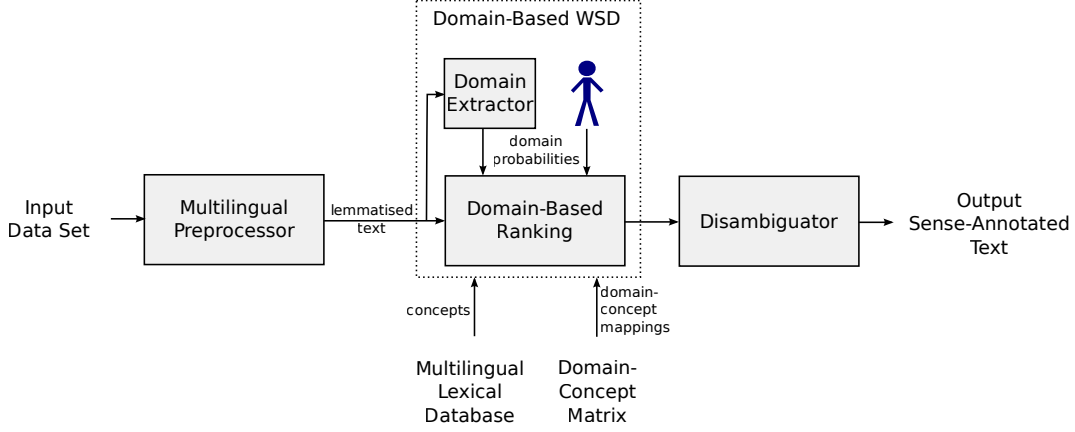 Domain-Based WSD
Domain
Extractor
domain
probabilities
Input
Data Set
Multilingual
Preprocessor
lemmatised
text
Domain-Based
Ranking
Disambiguator
Output
Sense-Annotated
Text
concepts
domain-
concept
mappings
Multilingual
Lexical
Database
Domain-
Concept
Matrix